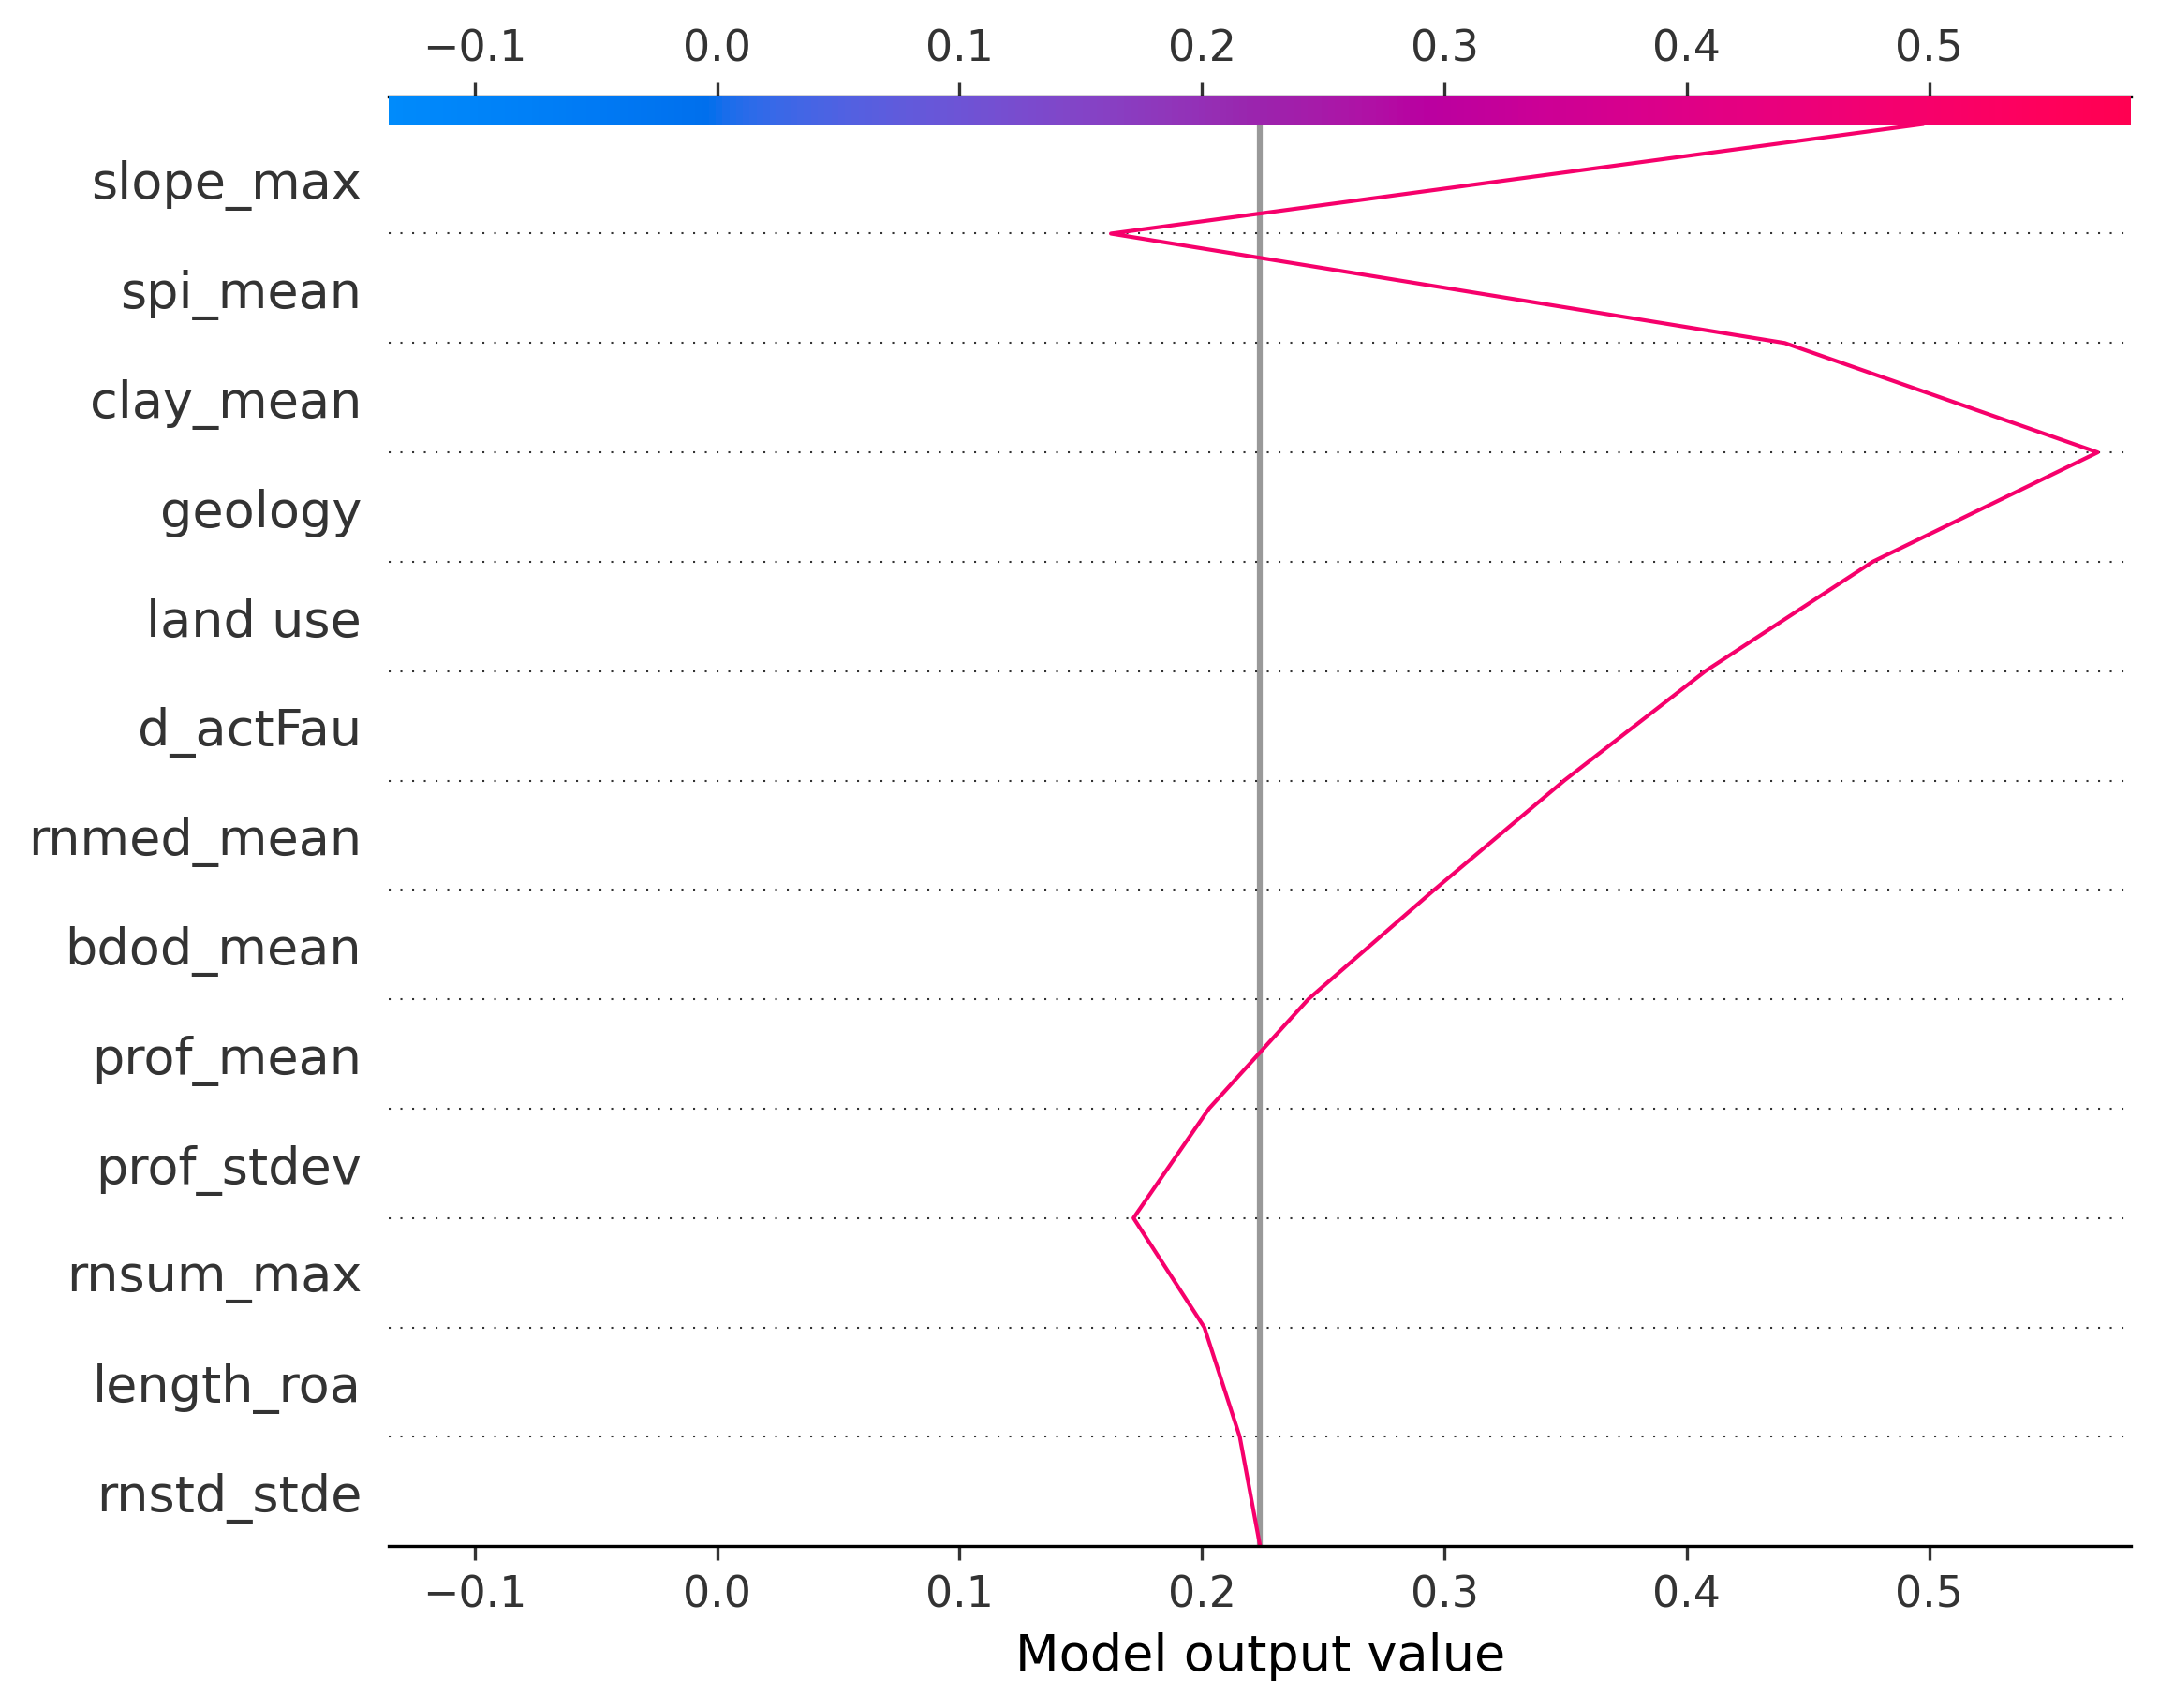 −0.1 0.0 0.1 0.2 0.3 0.4 0.5
slope_max
spi_mean
clay_mean
geology
land use
d_actFau
rnmed_mean
bdod_mean
prof_mean
prof_stdev
rnsum_max
length_roa
rnstd_stde
−0.1 0.0 0.1 0.2 0.3 0.4 0.5
Model output value